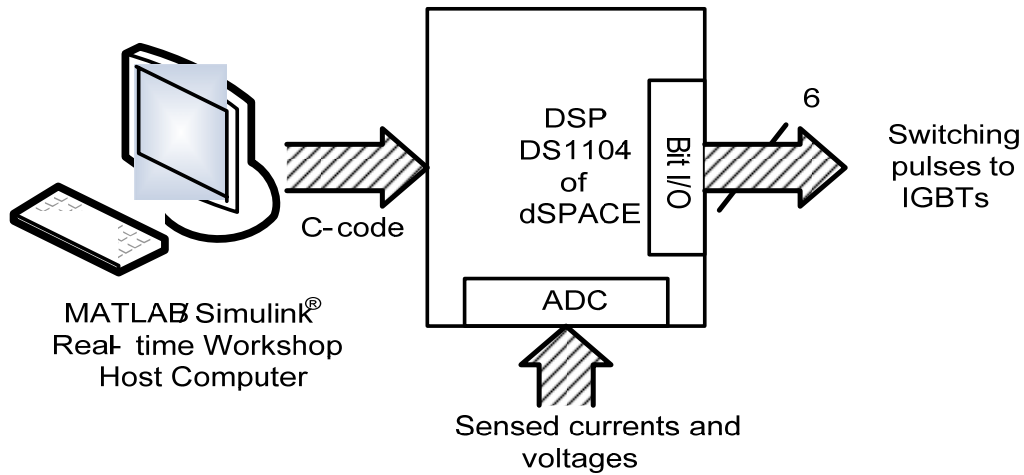 6
DSP
DS1104
of
dSPACE
Bit I/O
Switching
pulses to
IGBTs
C-code
ADC
MATLAB/ Simulink®
Real- time Workshop
Host Computer
Sensed currents and
voltages